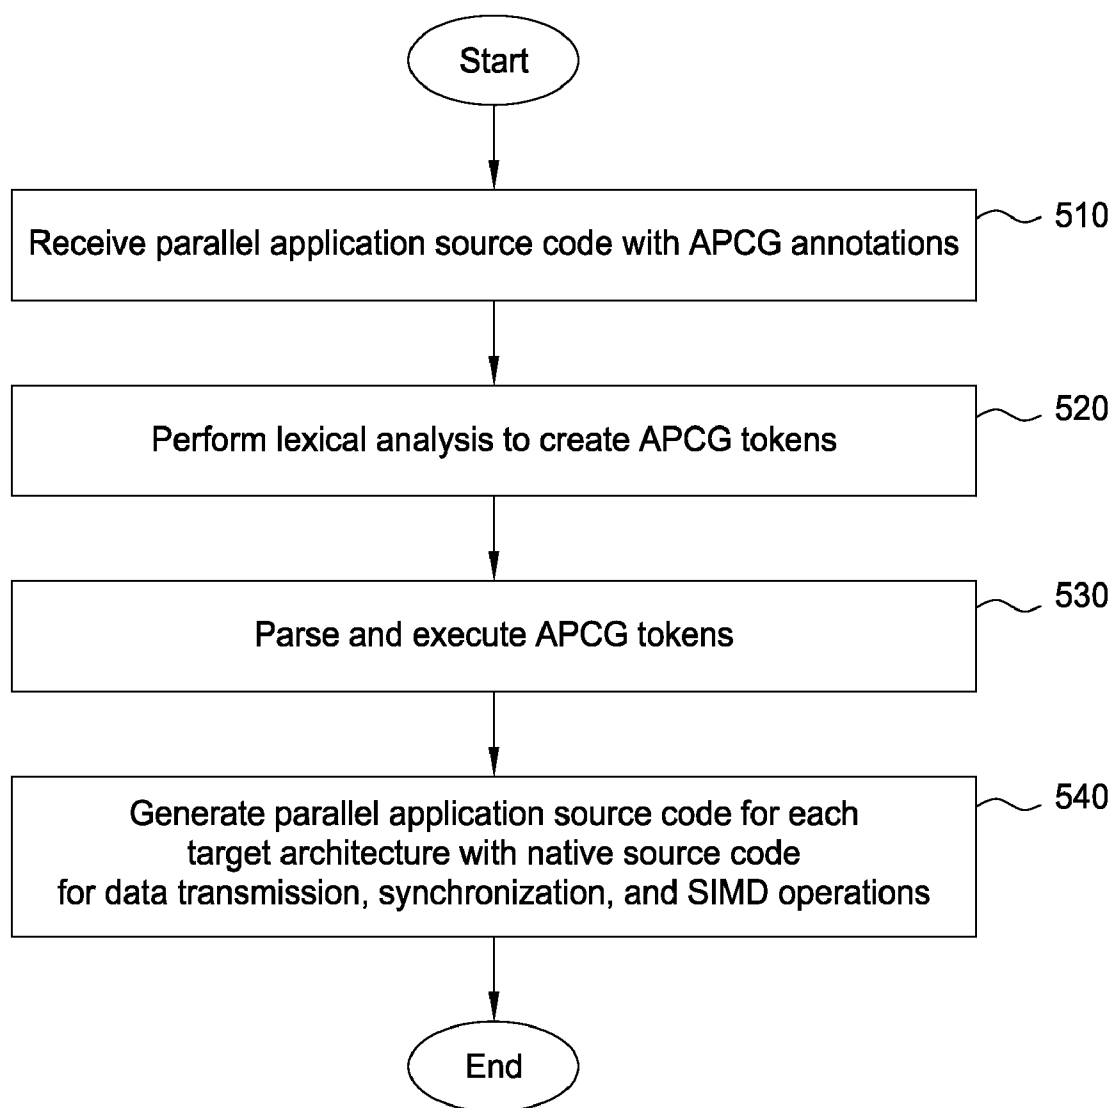 Start
Receive parallel application source code with APCG annotations
510
Perform lexical analysis to create APCG tokens
520
Parse and execute APCG tokens
530
Generate parallel application source code for each
target architecture with native source code
for data transmission, synchronization, and SIMD operations
540
End